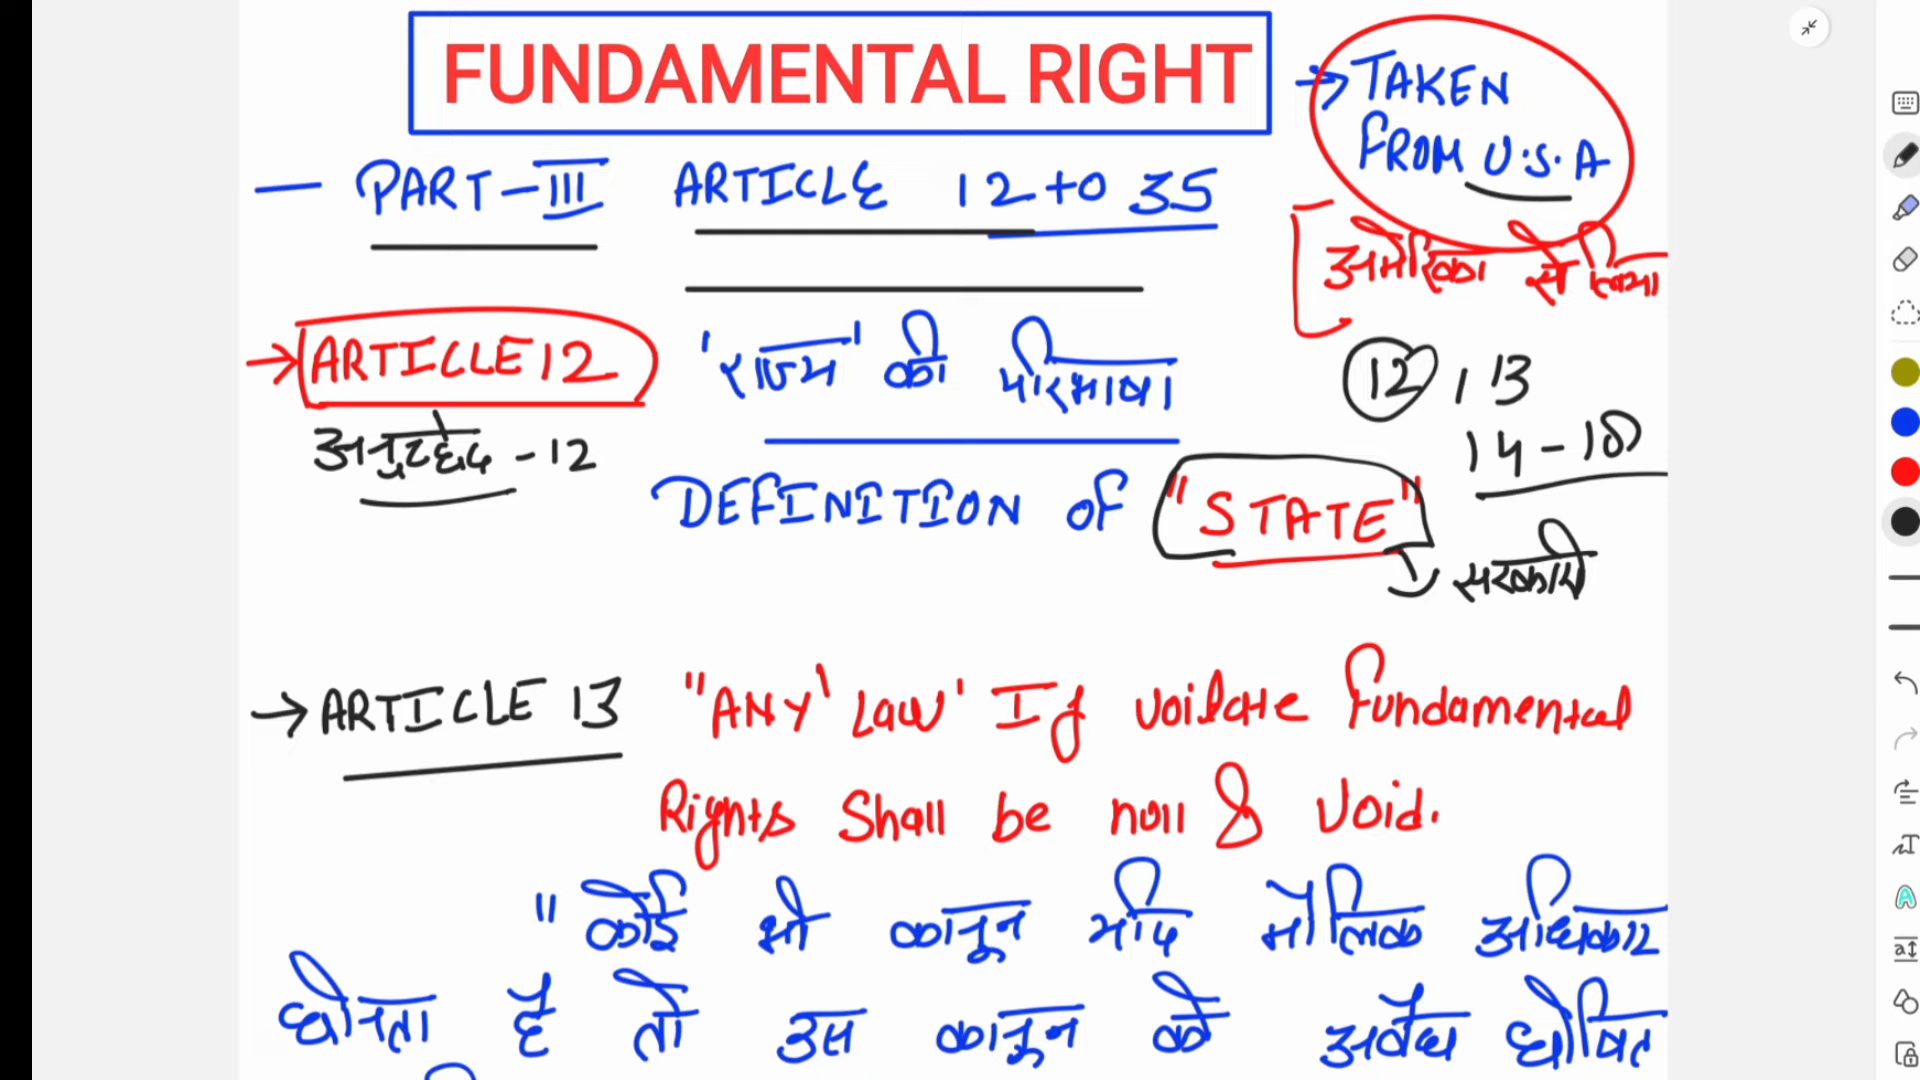 FUNDAMENTAL RIGHT
→ TAKEN
FROM U.S.A
— PART-III ARTICLE 12 to 35
अमेरिका से लिया
→ ARTICLE 12 'राज्य' की परिभाषा
12, 13
अनुच्छेद - 12
14 - 18
DEFINITION OF "STATE"
सरकारी
→ ARTICLE 13 "ANY 'Law' If voilate fundamental
Rights Shall be null & Void.
"कोई भी कानून यदि मौलिक अधिकार
छीनता है तो उस कानून को अवैध घोषित